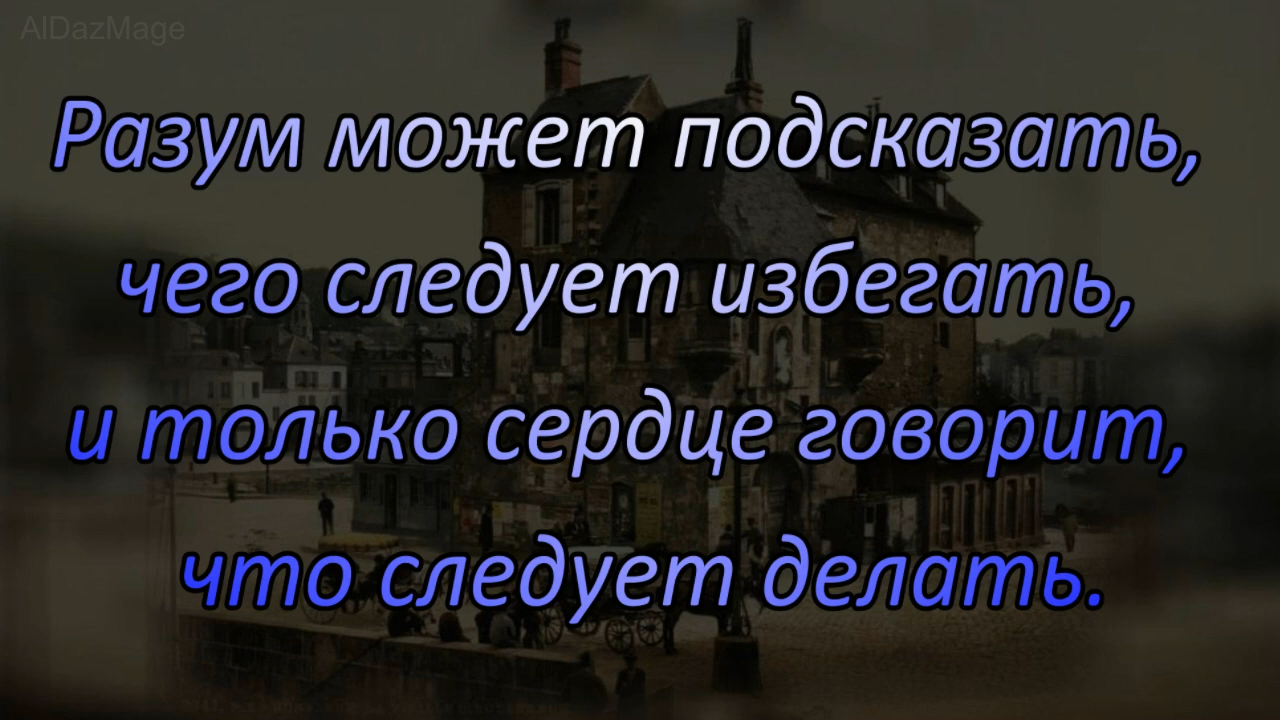 AlDazMage
Разум может подсказать,
чего следует избегать,
и только сердце говорит,
что следует делать.